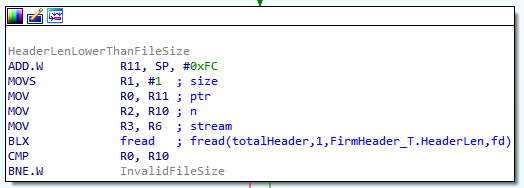 HeaderLenLowerThanFileSize
ADD.W R11, SP, #0xFC
MOVS R1, #1 ; size
MOV R0, R11 ; ptr
MOV R2, R10 ; n
MOV R3, R6 ; stream
BLX fread ; fread(totalHeader,1,FirmHeader_T.HeaderLen,fd)
CMP R0, R10
BNE.W InvalidFileSize